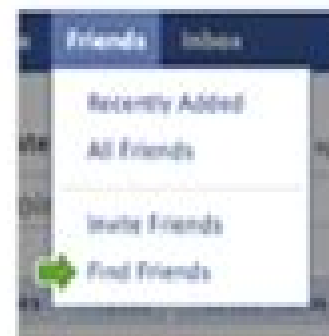 Friends Inbox
Recently Added
All Friends
Invite Friends
Find Friends